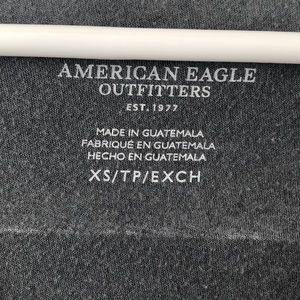 AMERICAN EAGLE
OUTFITTERS
EST. 1977
MADE IN GUATEMALA
FABRIQUÉ EN GUATEMALA
HECHO EN GUATEMALA
XS/TP/EXCH